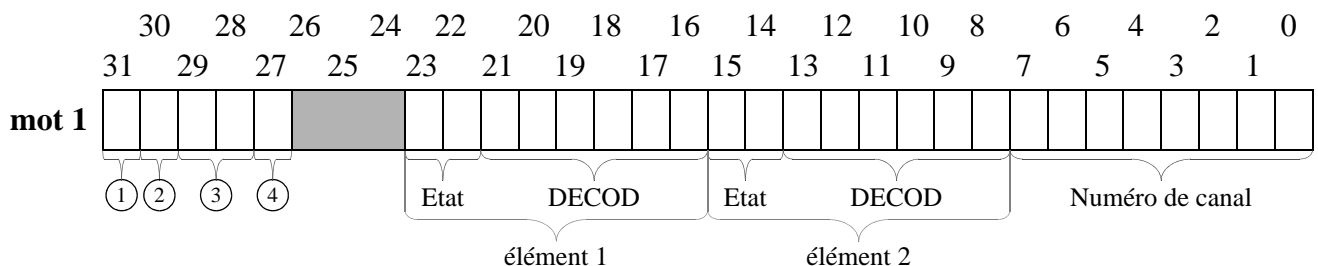 30 28 26 24 22 20 18 16 14 12 10 8 6 4 2 0
31 29 27 25 23 21 19 17 15 13 11 9 7 5 3 1
mot 1
1 2 3 4 Etat DECOD Etat DECOD Numéro de canal
élément 1 élément 2